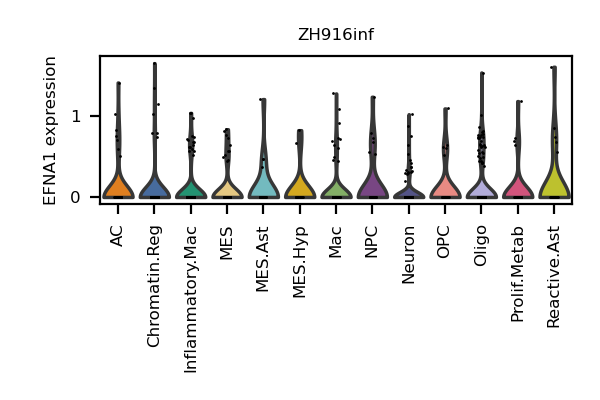 ZH916inf
EFNA1 expression
1
0
AC
Chromatin.Reg
Inflammatory.Mac
MES
MES.Ast
MES.Hyp
Mac
NPC
Neuron
OPC
Oligo
Prolif.Metab
Reactive.Ast